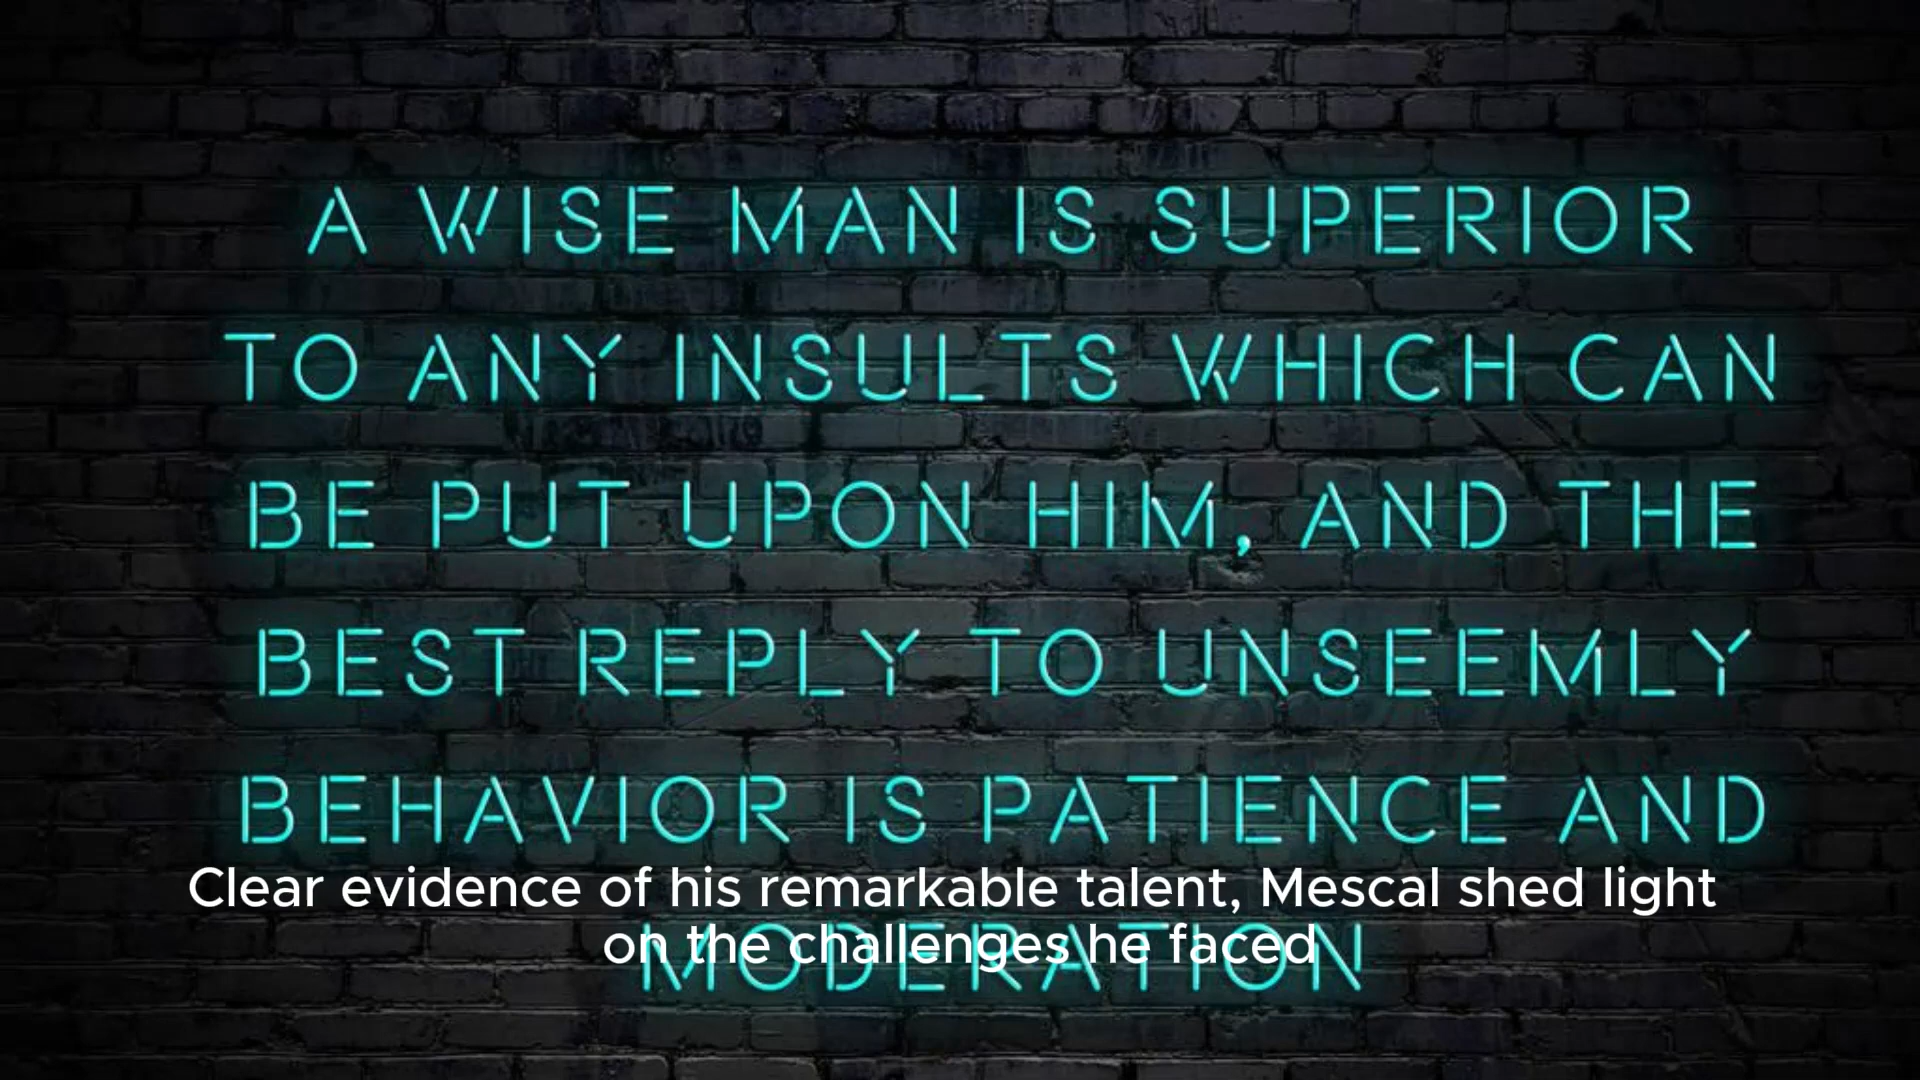 A WISE MAN IS SUPERIOR
TO ANY INSULTS WHICH CAN
BE PUT UPON HIM, AND THE
BEST REPLY TO UNSEEMLY
BEHAVIOR IS PATIENCE AND
MODERATION
Clear evidence of his remarkable talent, Mescal shed light
on the challenges he faced